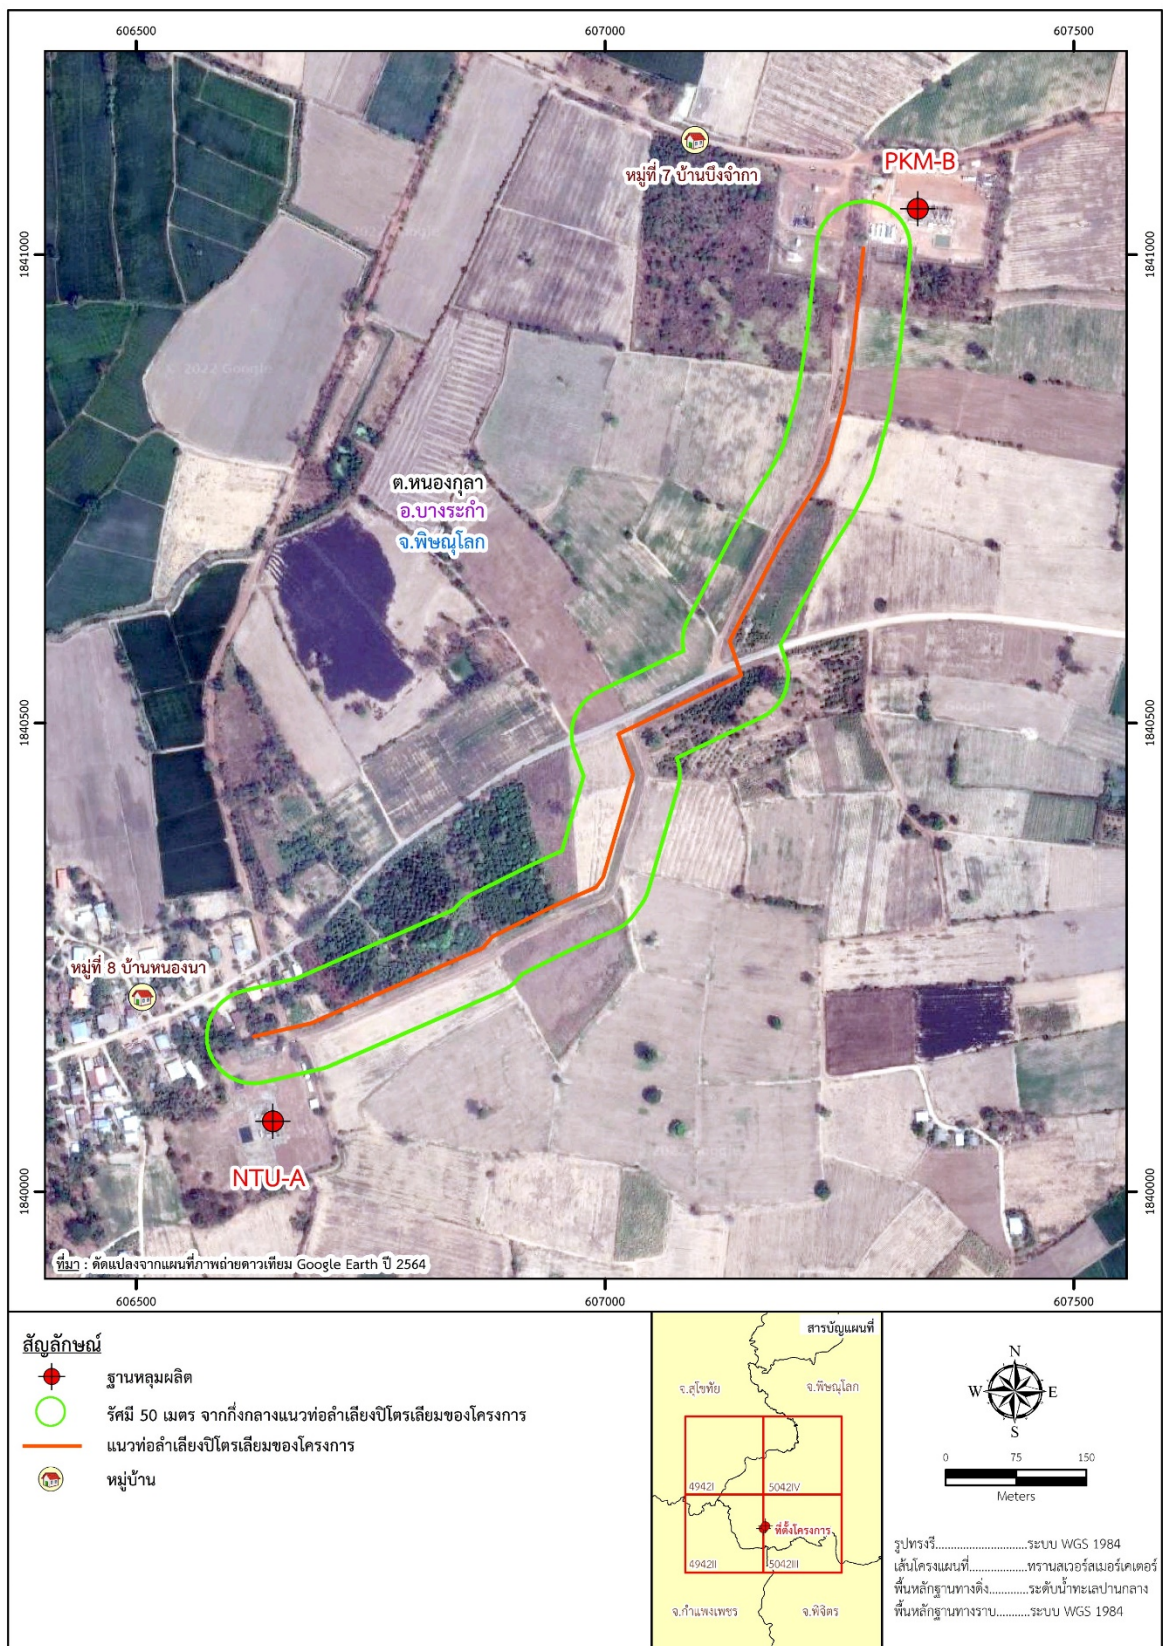 606500
607000
607500
PKM-B
หมู่ที่ 7 บ้านบึงจำกา
1841000
1841000
© 2022 Google
ต.หนองกุลา
อ.บางระกำ
จ.พิษณุโลก
1840500
1840500
หมู่ที่ 8 บ้านหนองนา
NTU-A
1840000
1840000
ที่มา : ดัดแปลงจากแผนที่ภาพถ่ายดาวเทียม Google Earth ปี 2564
606500
607000
607500
สัญลักษณ์
ฐานหลุมผลิต
รัศมี 50 เมตร จากกึ่งกลางแนวท่อลำเลียงปิโตรเลียมของโครงการ
แนวท่อลำเลียงปิโตรเลียมของโครงการ
หมู่บ้าน
สารบัญแผนที่
จ.สุโขทัย
จ.พิษณุโลก
4942I
5042IV
ที่ตั้งโครงการ
4942II
5042III
จ.กำแพงเพชร
จ.พิจิตร
N
W
E
S
0
75
150
Meters
รูปทรงรี..............................ระบบ WGS 1984
เส้นโครงแผนที่...................ทรานสเวอร์สเมอร์เคเตอร์
พื้นหลักฐานทางดิ่ง.............ระดับน้ำทะเลปานกลาง
พื้นหลักฐานทางราบ...........ระบบ WGS 1984